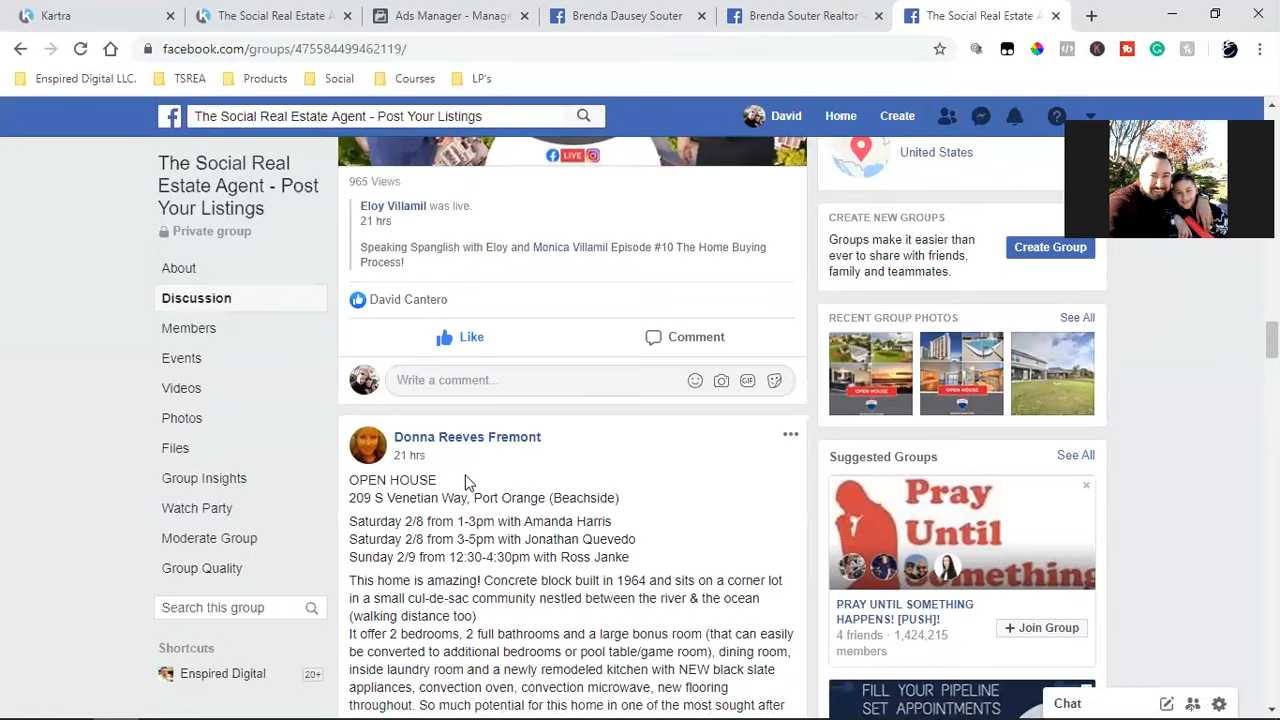 Kartra
The Social Real Estate A
Ads Manager - Manage
Brenda Dausey Souter
Brenda Souter Realtor -
The Social Real Estate A
facebook.com/groups/475584499462119/
Enspired Digital LLC.
TSREA
Products
Social
Courses
LP's
The Social Real Estate Agent - Post Your Listings
David
Home
Create
The Social Real
Estate Agent - Post
Your Listings
Private group
About
Discussion
Members
Events
Videos
Photos
Files
Group Insights
Watch Party
Moderate Group
Group Quality
Search this group
Shortcuts
Enspired Digital
20+
LIVE
965 Views
Eloy Villamil was live.
21 hrs
Speaking Spanglish with Eloy and Monica Villamil Episode #10 The Home Buying
Process!
David Cantero
Like
Comment
Write a comment...
GIF
Donna Reeves Fremont
21 hrs
OPEN HOUSE
209 S Venetian Way, Port Orange (Beachside)
Saturday 2/8 from 1-3pm with Amanda Harris
Saturday 2/8 from 3-5pm with Jonathan Quevedo
Sunday 2/9 from 12:30-4:30pm with Ross Janke
This home is amazing! Concrete block built in 1964 and sits on a corner lot
in a small cul-de-sac community nestled between the river & the ocean
(walking distance too)
It offer 2 bedrooms, 2 full bathrooms and a large bonus room (that can easily
be converted to additional bedrooms or pool table/game room), dining room,
inside laundry room and a newly remodeled kitchen with NEW black slate
appliances, convection oven, convection microwave, new flooring
throughout. So much potential for this home in one of the most sought after
United States
CREATE NEW GROUPS
Groups make it easier than
ever to share with friends,
family and teammates.
Create Group
RECENT GROUP PHOTOS
See All
OPEN HOUSE
OPEN HOUSE
Suggested Groups
See All
Pray
Until
Something
PRAY UNTIL SOMETHING
HAPPENS! [PUSH]!
4 friends · 1,424,215
members
+ Join Group
FILL YOUR PIPELINE
SET APPOINTMENTS
Chat